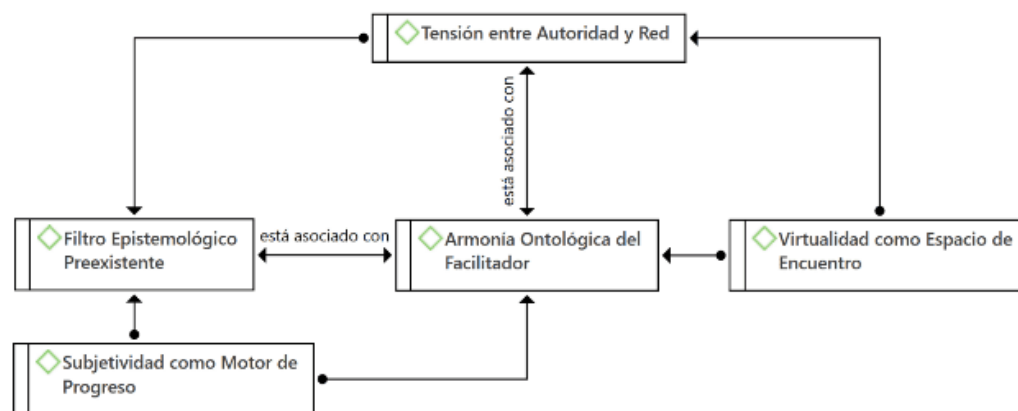 Tensión entre Autoridad y Red
está asociado con
Filtro Epistemológico
Preexistente
está asociado con
Armonía Ontológica del
Facilitador
Virtualidad como Espacio de
Encuentro
Subjetividad como Motor de
Progreso